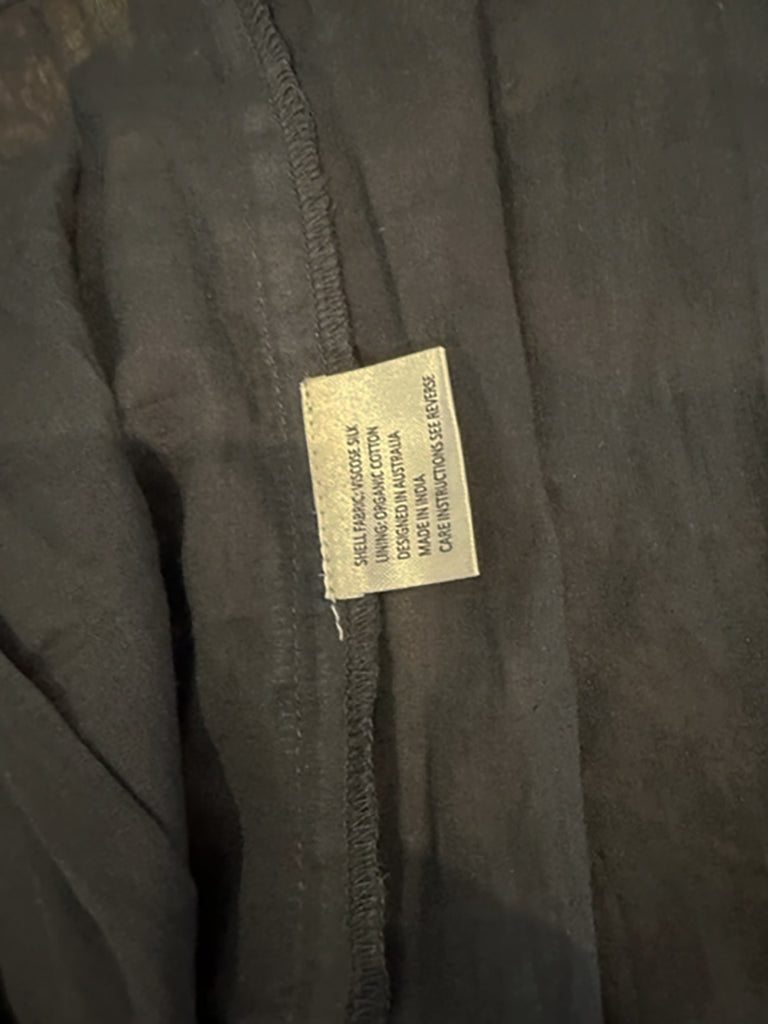 SHELL FABRIC: VISCOSE SILK
LINING: ORGANIC COTTON
DESIGNED IN AUSTRALIA
MADE IN INDIA
CARE INSTRUCTIONS SEE REVERSE